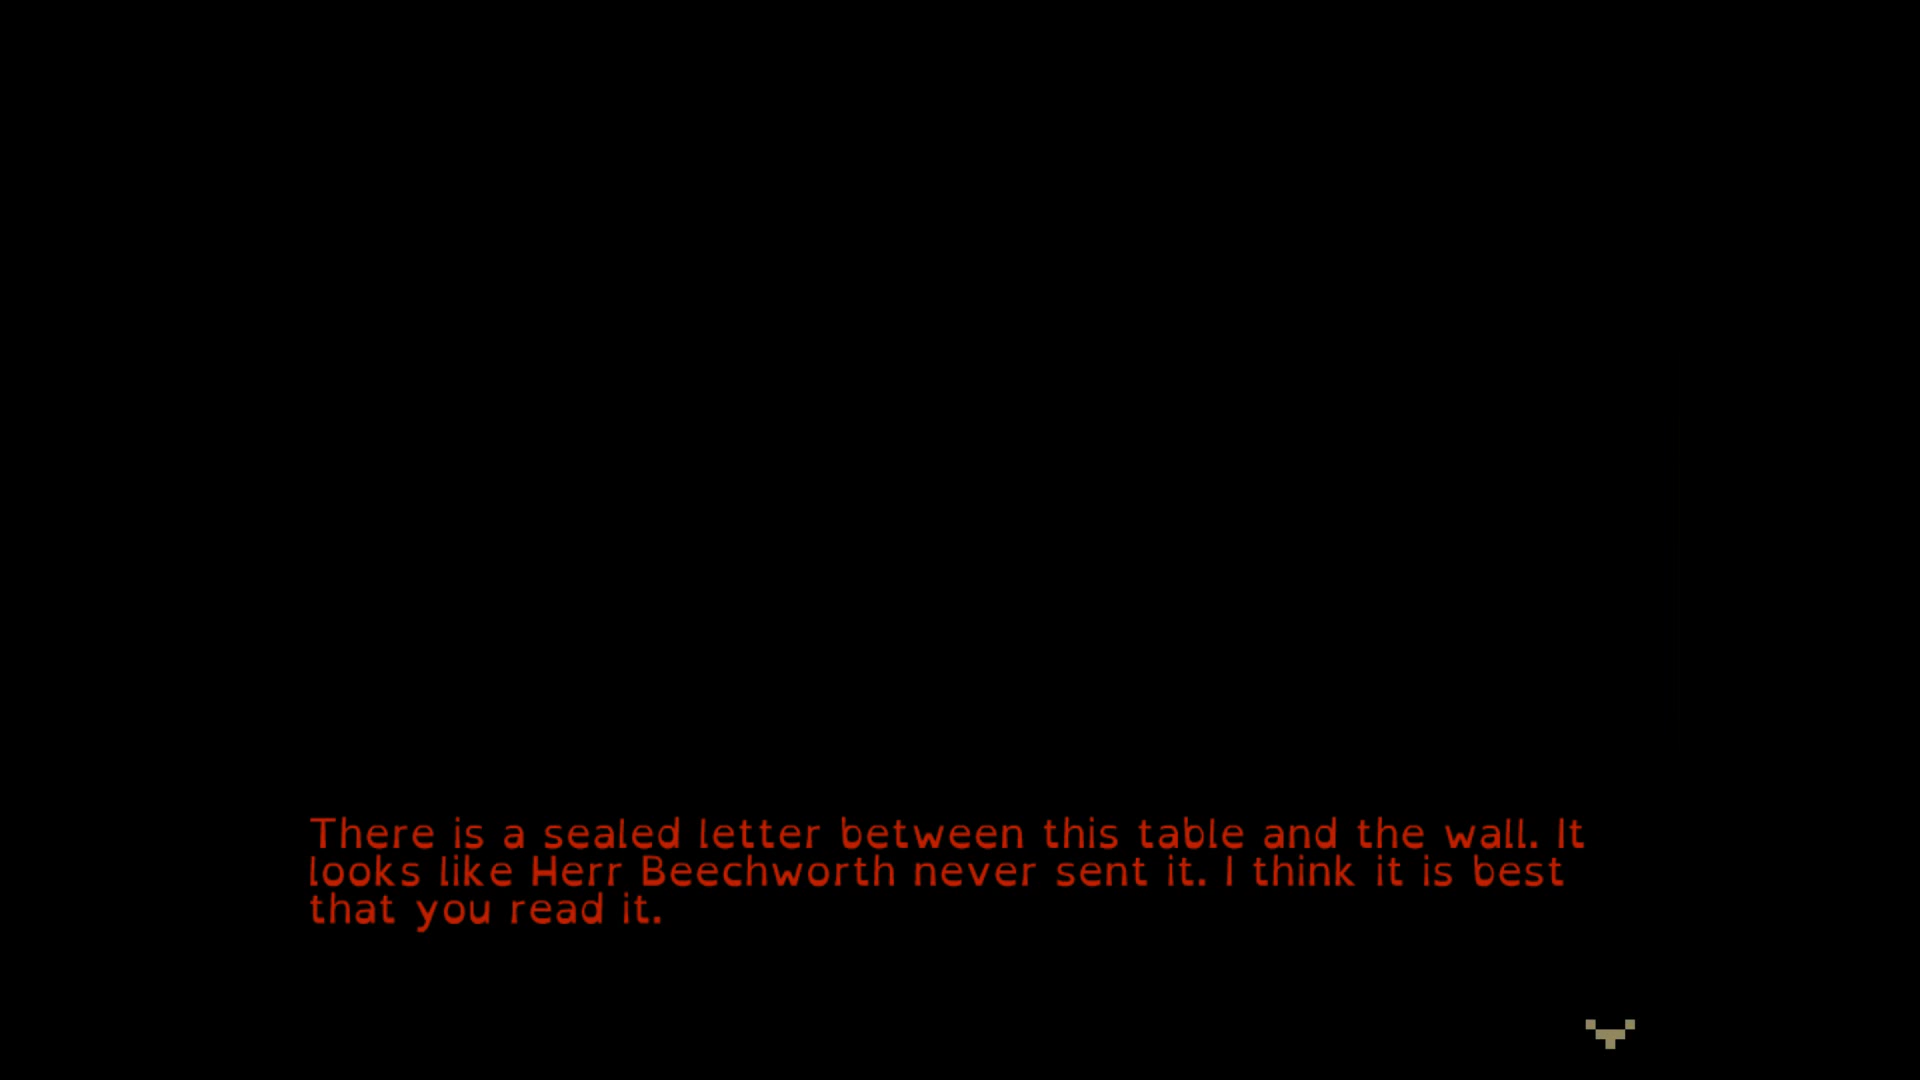 There is a sealed letter between this table and the wall. It
looks like Herr Beechworth never sent it. I think it is best
that you read it.